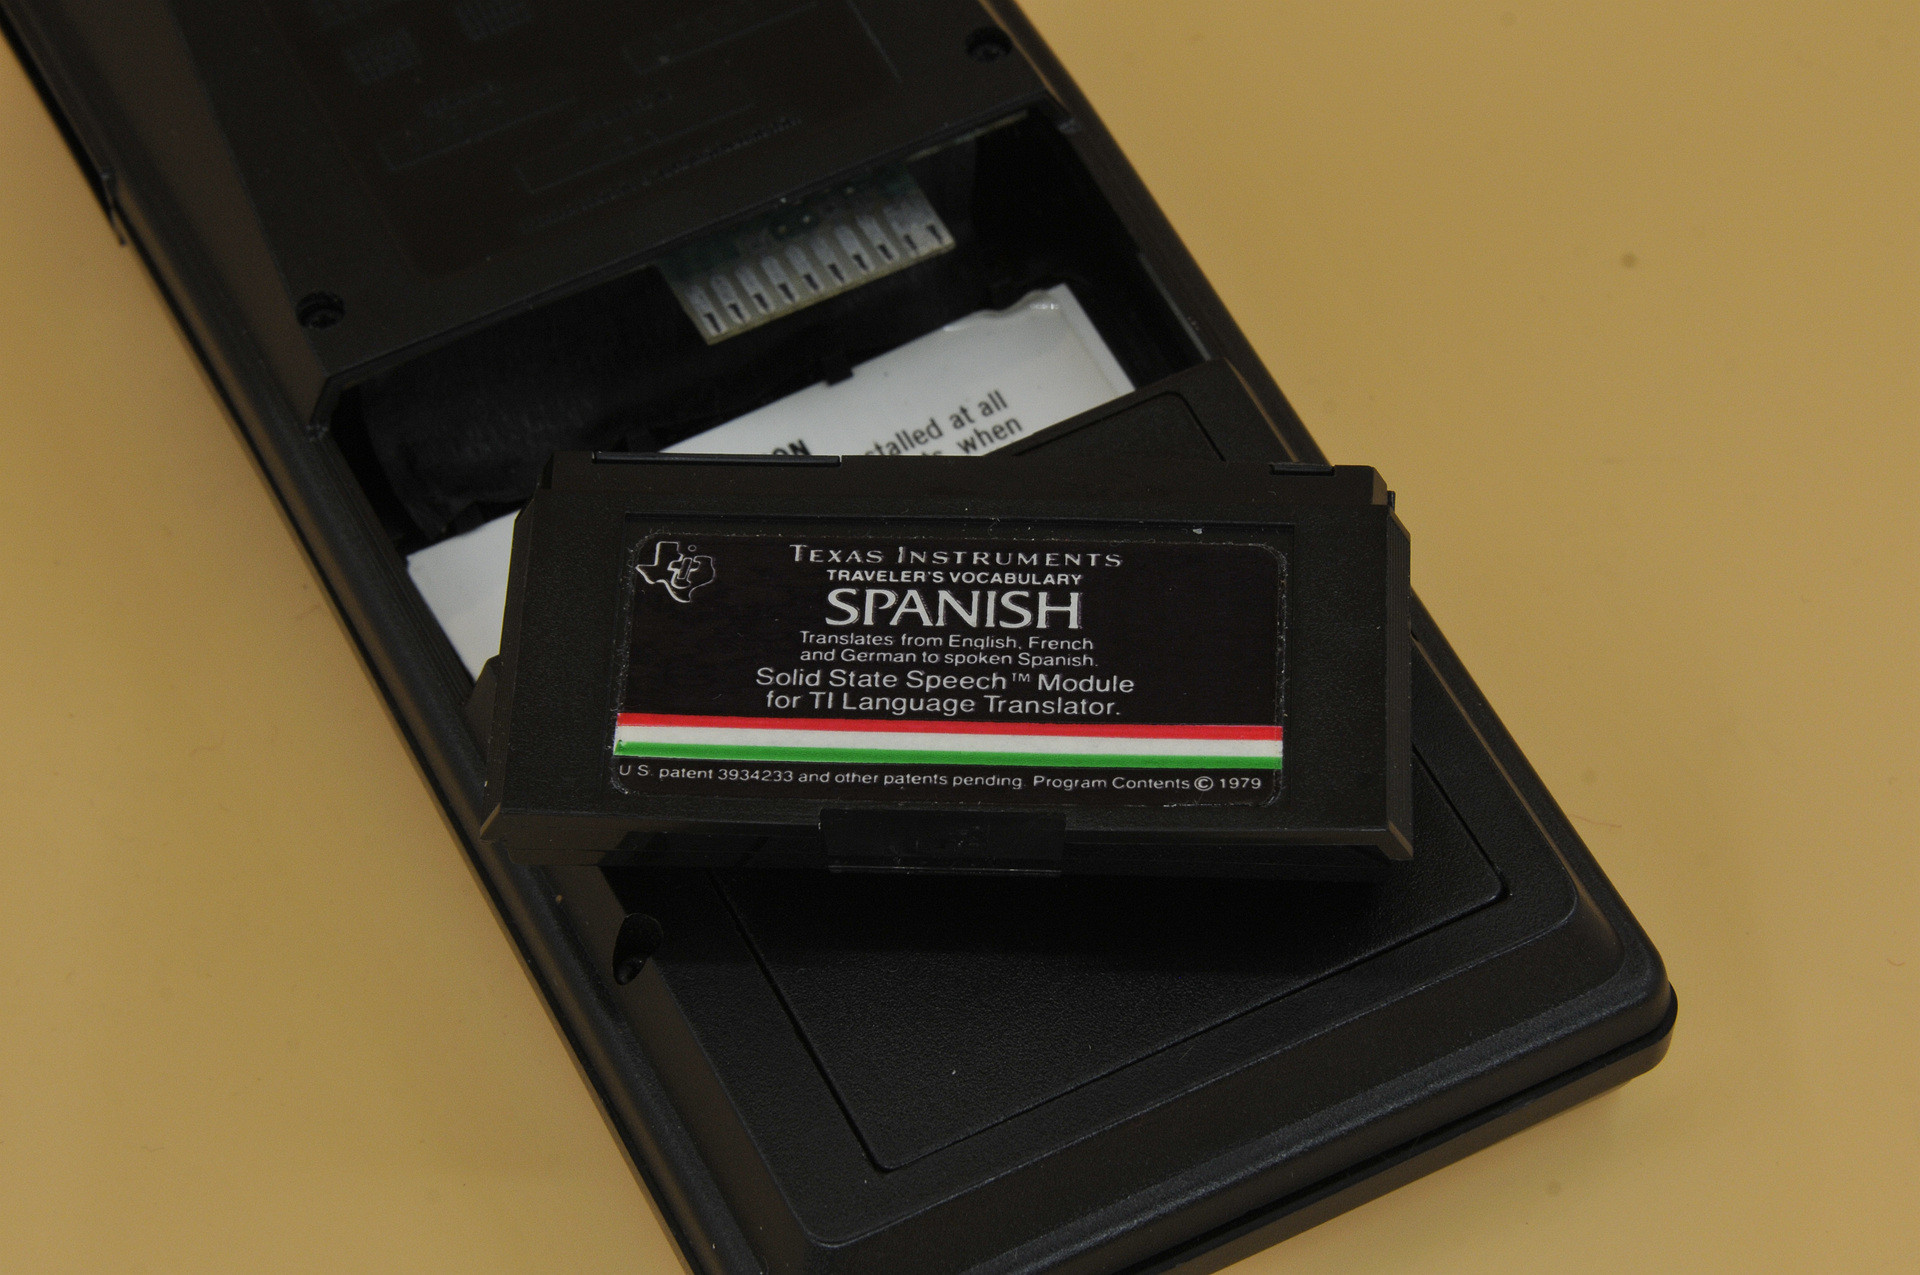 ON
stalled at all
when
TEXAS INSTRUMENTS
TRAVELER'S VOCABULARY
SPANISH
Translates from English, French
and German to spoken Spanish.
Solid State Speech™ Module
for TI Language Translator.
U.S. patent 3934233 and other patents pending. Program Contents © 1979